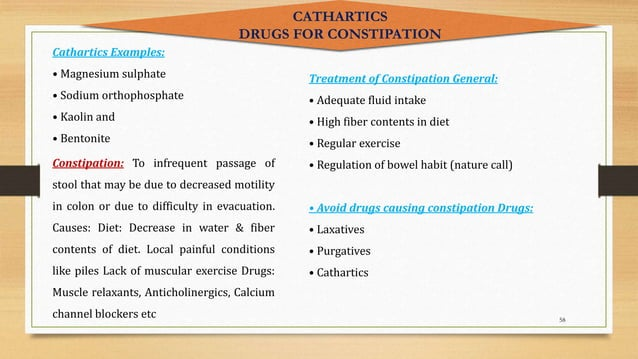 CATHARTICS
DRUGS FOR CONSTIPATION
Cathartics Examples:
• Magnesium sulphate
• Sodium orthophosphate
• Kaolin and
• Bentonite
Constipation: To infrequent passage of
stool that may be due to decreased motility
in colon or due to difficulty in evacuation.
Causes: Diet: Decrease in water & fiber
contents of diet. Local painful conditions
like piles Lack of muscular exercise Drugs:
Muscle relaxants, Anticholinergics, Calcium
channel blockers etc
Treatment of Constipation General:
• Adequate fluid intake
• High fiber contents in diet
• Regular exercise
• Regulation of bowel habit (nature call)
• Avoid drugs causing constipation Drugs:
• Laxatives
• Purgatives
• Cathartics
56